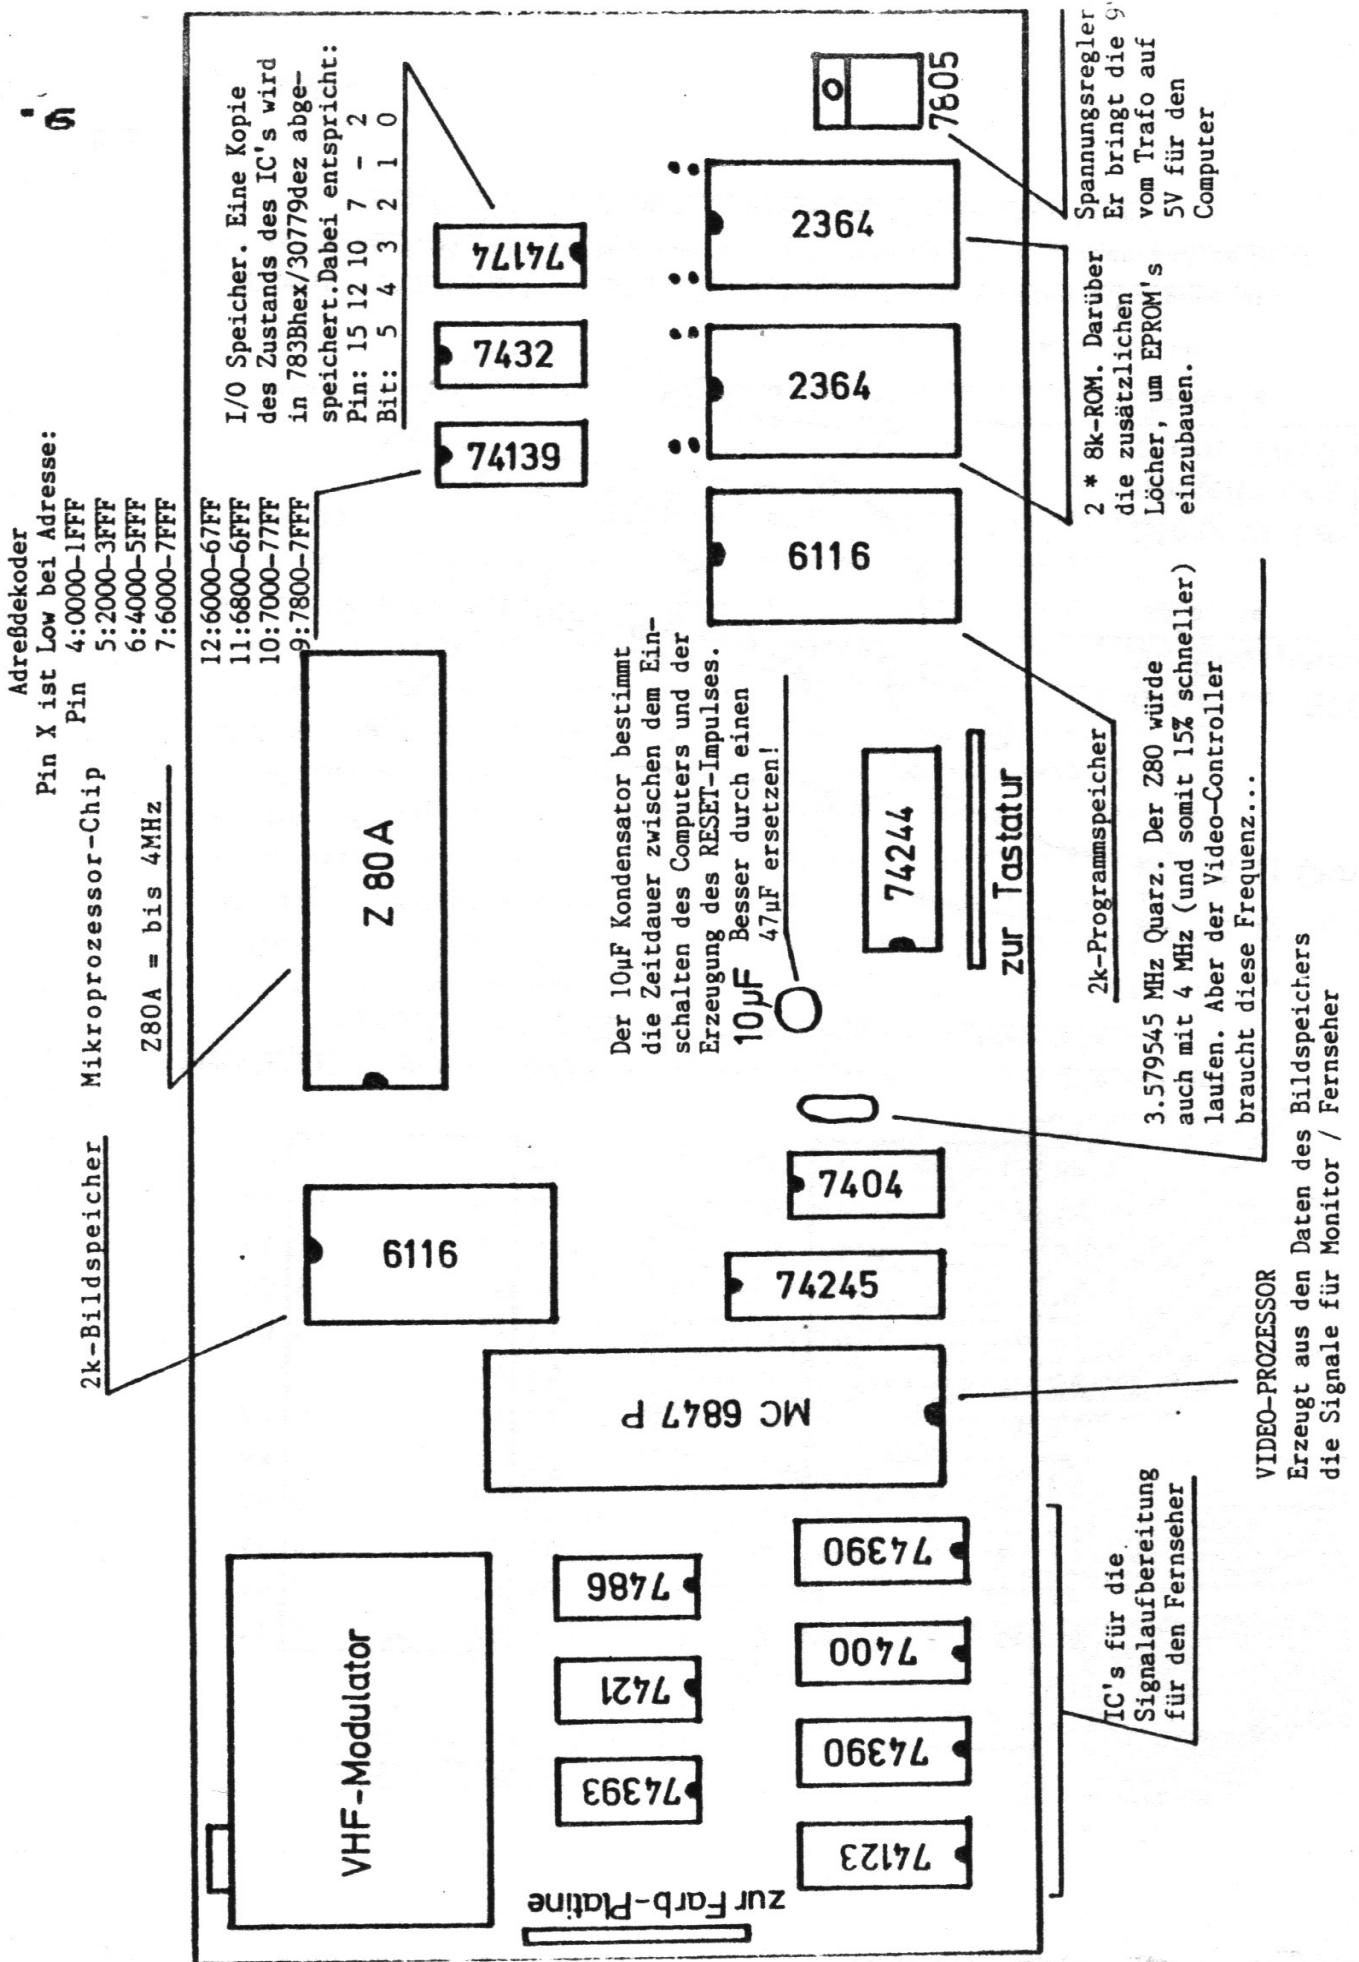 6.
Adreßdekoder
Pin X ist Low bei Adresse:
Pin 4:0000-1FFF
5:2000-3FFF
6:4000-5FFF
7:6000-7FFF
12:6000-67FF
11:6800-6FFF
10:7000-77FF
9:7800-7FFF
Mikroprozessor-Chip
Z80A = bis 4MHz
2k-Bildspeicher
I/O Speicher. Eine Kopie
des Zustands des IC's wird
in 783Bhex/30779dez abge-
speichert.Dabei entspricht:
Pin: 15 12 10 7 - 2
Bit: 5 4 3 2 1 0
VHF-Modulator
6116
Z 80A
74139
7432
74174
zur Farb-Platine
74393
7421
7486
MC 6847 P
74245
7404
Der 10µF Kondensator bestimmt
die Zeitdauer zwischen dem Ein-
schalten des Computers und der
Erzeugung des RESET-Impulses.
10µF Besser durch einen
47µF ersetzen!
6116
2364
2364
7805
74123
74390
7400
74390
74244
zur Tastatur
IC's für die
Signalaufbereitung
für den Fernseher
VIDEO-PROZESSOR
Erzeugt aus den Daten des Bildspeichers
die Signale für Monitor / Fernseher
2k-Programmspeicher
3.579545 MHz Quarz. Der Z80 würde
auch mit 4 MHz (und somit 15% schneller)
laufen. Aber der Video-Controller
braucht diese Frequenz...
2 * 8k-ROM. Darüber
die zusätzlichen
Löcher, um EPROM's
einzubauen.
Spannungsregler
Er bringt die
vom Trafo auf
5V für den
Computer